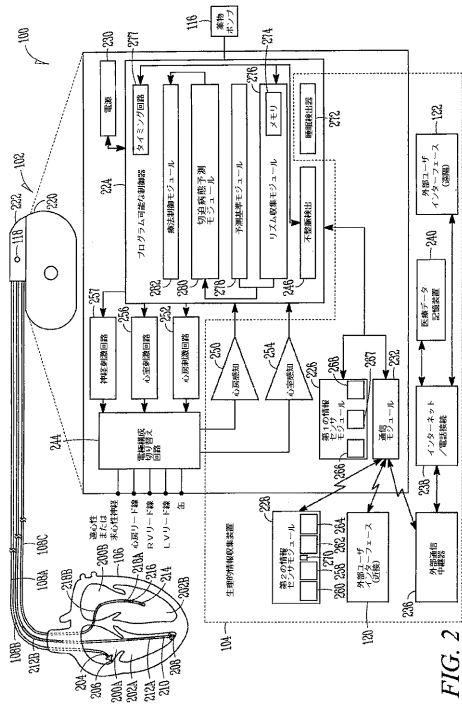 100
102
222
118
220
108A
108C
108B
212B
218B
200B
106
218A
216
214
202B
204
206
200A
202A
212A
210
208
230
電源
277
224
プログラム可能な制御器
タイミング回路
療法制御モジュール
282
切迫病態予測
モジュール
280
予測基準モジュール
278
リズム収集モジュール
メモリ
276
274
不整脈検出
246
睡眠検出器
272
116
薬物
ポンプ
257
神経刺激回路
256
心室刺激回路
252
心房刺激回路
244
電極構成
切り替え
回路
250
心房感知
254
心室感知
遠心性
または
求心性神経
心房リード線
RVリード線
LVリード線
缶
226
第1の情報
センサ
モジュール
268
267
266
232
通信
モジュール
104
生理的情報収集装置
228
第2の情報
センサモジュール
264
262
270
258
260
外部ユーザ
インターフェース
(近接)
120
外部通信
中継器
236
238
インターネット
/電話接続
240
医療データ
記憶装置
122
外部ユーザ
インターフェース
(遠隔)
FIG. 2